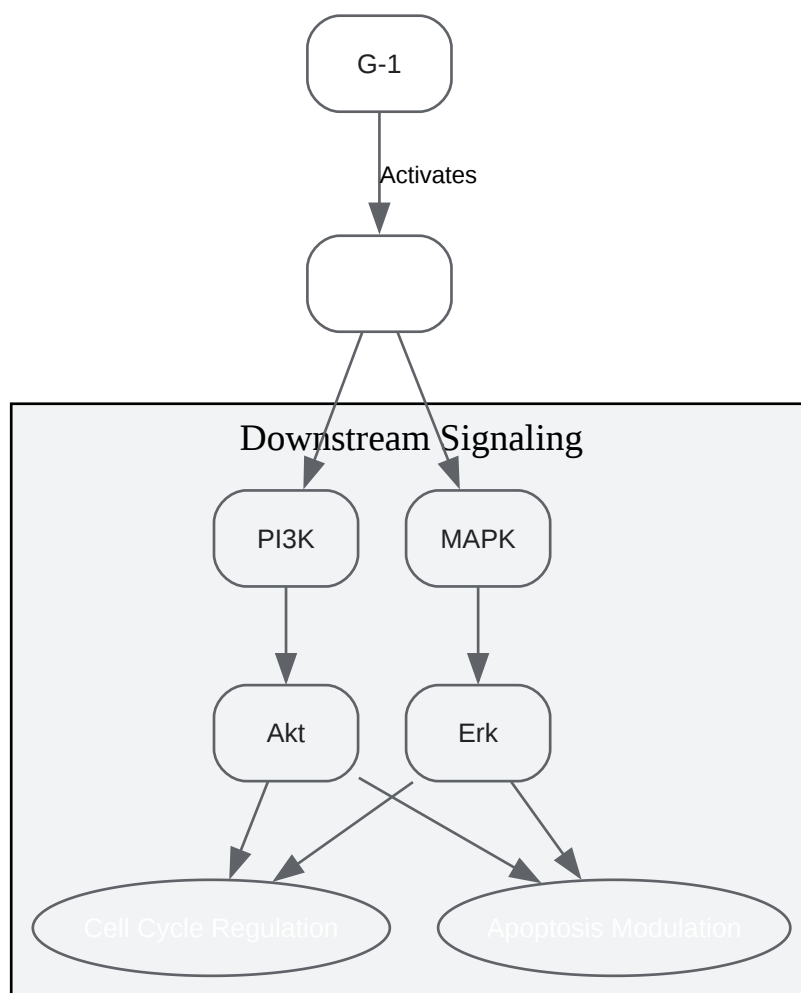 G-1
Activates
Downstream Signaling
PI3K
MAPK
Akt
Erk
Cell Cycle Regulation
Apoptosis Modulation